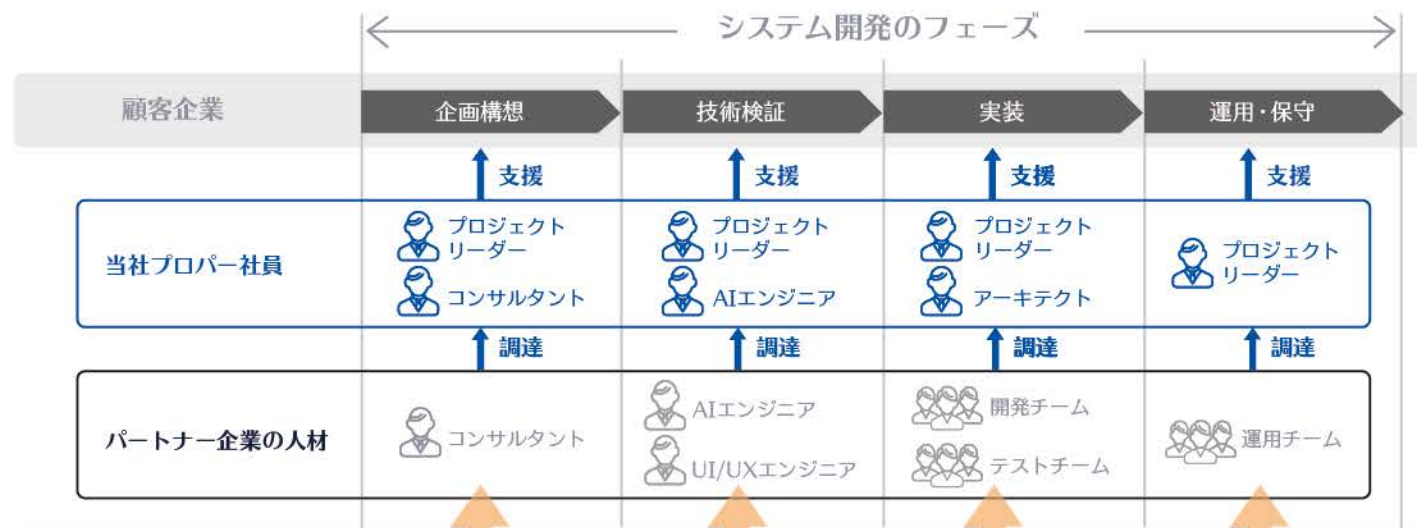 システム開発のフェーズ
顧客企業
企画構想
技術検証
実装
運用・保守
支援
支援
支援
支援
当社プロパー社員
プロジェクト
リーダー
コンサルタント
プロジェクト
リーダー
AIエンジニア
プロジェクト
リーダー
アーキテクト
プロジェクト
リーダー
調達
調達
調達
調達
パートナー企業の人材
コンサルタント
AIエンジニア
UI/UXエンジニア
開発チーム
テストチーム
運用チーム